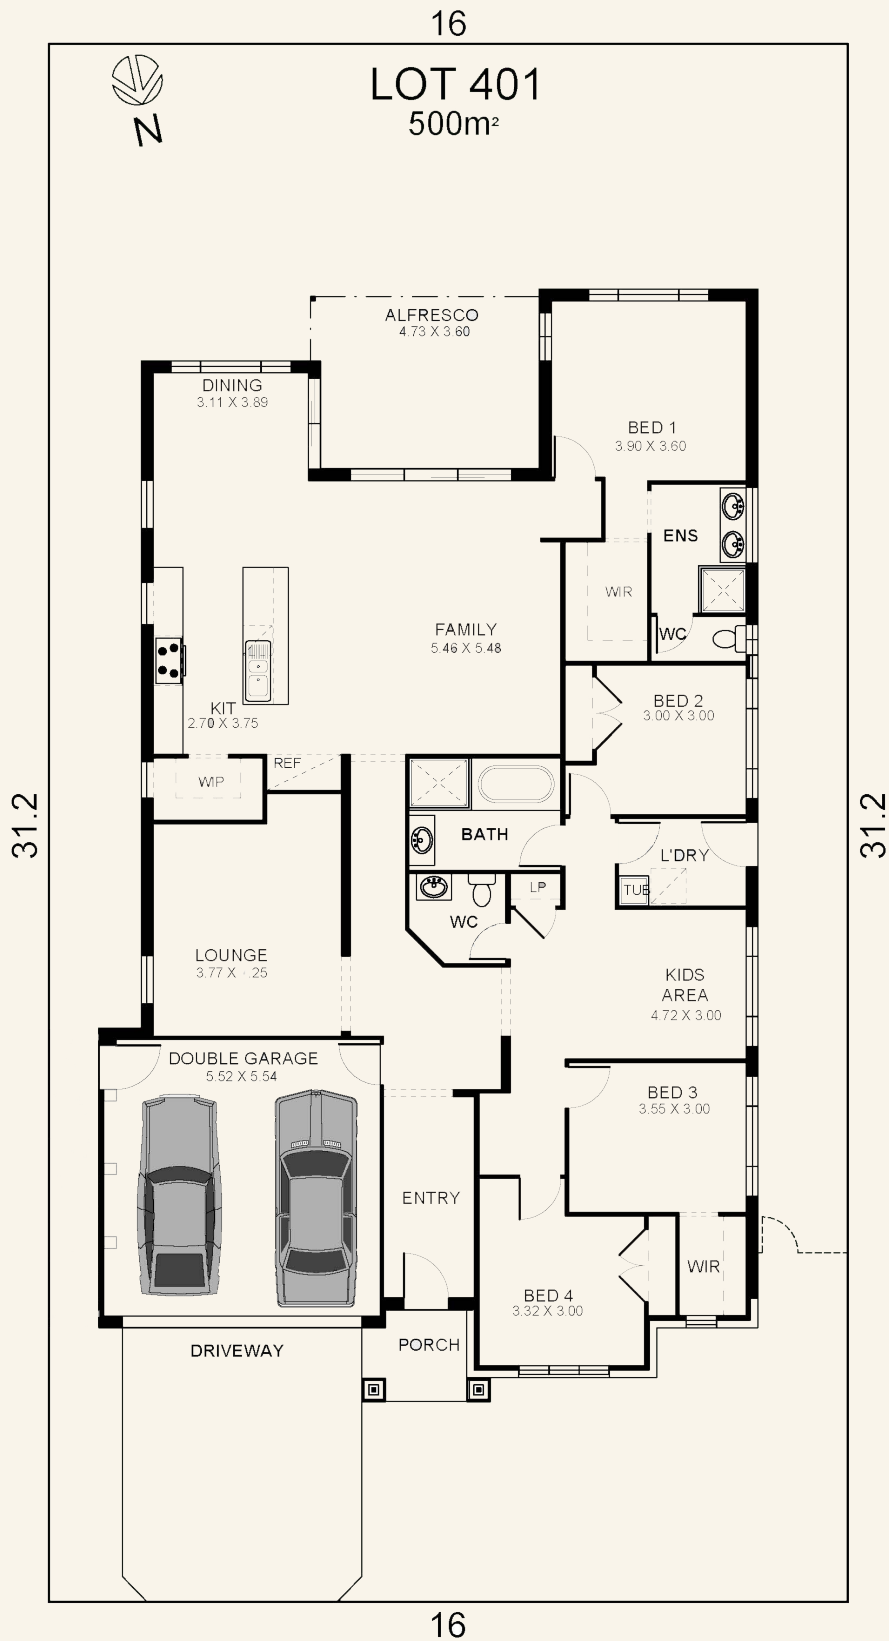 16
LOT 401
500m²
N
ALFRESCO
4.73 X 3 60
DINING
3.11 X 3.89
BED 1
3.90 X 3.60
ENS
WIR
WC
FAMILY
5.46 X 5.48
BED 2
3.00 X 3.00
KIT
2.70 X 3.75
REF
WIP
BATH
31.2
31.2
L'DRY
TUB
LP
WC
LOUNGE
3.77 X
.25
KIDS
AREA
4.72 X 3.00
DOUBLE GARAGE
5.52 X 5.54
BED 3
3.55 X 3.00
ENTRY
WIR
BED 4
3.32 X 3.00
PORCH
DRIVEWAY
16